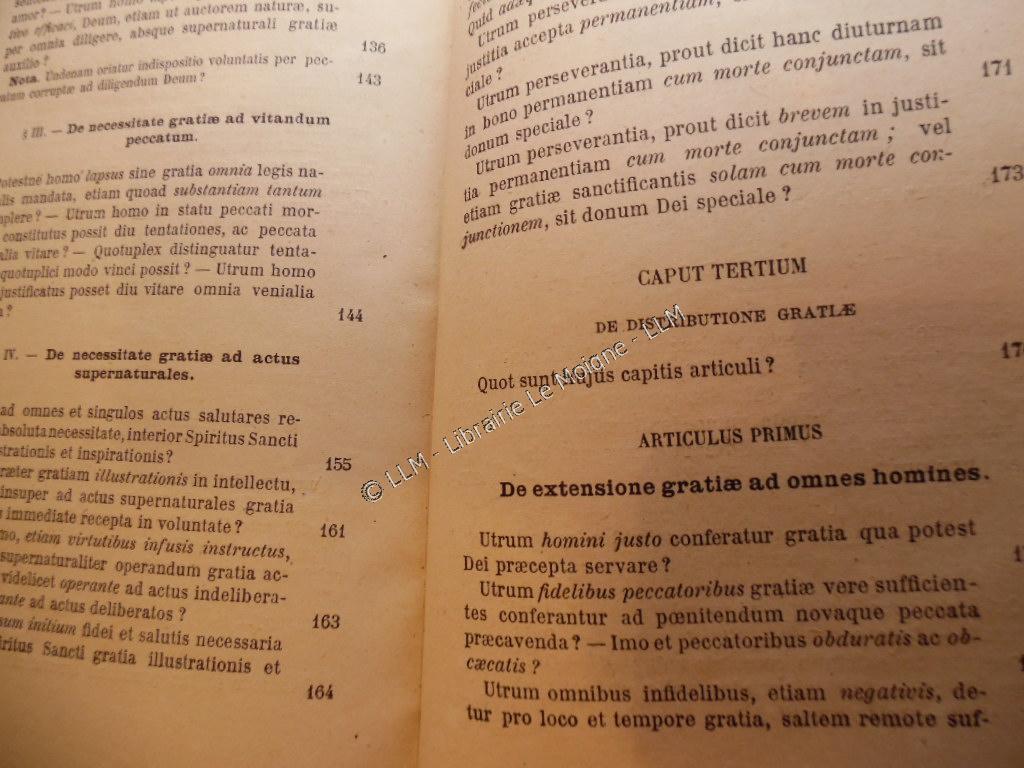 amor? — Utrum homo
sive efficaci, Deum, etiam ut auctorem naturæ, su-
per omnia diligere, absque supernaturali gratiæ
auxilio? 136
Nota. Undenam oriatur indispositio voluntatis per pec-
atum corruptæ ad diligendum Deum? 143
§ III. — De necessitate gratiæ ad vitandum
peccatum.
Potestne homo lapsus sine gratia omnia legis na-
alis mandata, etiam quoad substantiam tantum
mplere? — Utrum homo in statu peccati mor-
constitutus possit diu tentationes, ac peccata
alia vitare? — Quotuplex distinguatur tenta-
quotuplici modo vinci possit? — Utrum homo
justificatus posset diu vitare omnia venialia
? 144
IV. — De necessitate gratiæ ad actus
supernaturales.
ad omnes et singulos actus salutares re-
absoluta necessitate, interior Spiritus Sancti
strationis et inspirationis? 155
ræter gratiam illustrationis in intellectu,
insuper ad actus supernaturales gratia
s immediate recepta in voluntate? 161
mo, etiam virtutibus infusis instructus,
supernaturaliter operandum gratia ac-
videlicet operante ad actus indelibera-
ante ad actus deliberatos? 163
sum initium fidei et salutis necessaria
iritus Sancti gratia illustrationis et
164
Utrum
justitia accepta permanentiam,
ciale?
Utrum perseverantia, prout dicit hanc diuturnam
in bono permanentiam cum morte conjunctam, sit
donum speciale? 171
Utrum perseverantia, prout dicit brevem in justi-
tia permanentiam cum morte conjunctam; vel
etiam gratiæ sanctificantis solam cum morte con-
junctionem, sit donum Dei speciale? 173
CAPUT TERTIUM
DE DISTRIBUTIONE GRATIÆ
Quot sunt hujus capitis articuli?
ARTICULUS PRIMUS
De extensione gratiæ ad omnes homines.
Utrum homini justo conferatur gratia qua potest
Dei præcepta servare?
Utrum fidelibus peccatoribus gratiæ vere sufficien-
tes conferantur ad pœnitendum novaque peccata
præcavenda? — Imo et peccatoribus obduratis ac ob-
cæcatis?
Utrum omnibus infidelibus, etiam negativis, de-
tur pro loco et tempore gratia, saltem remote suf-
© LLM - Librairie Le Moigne - LLM